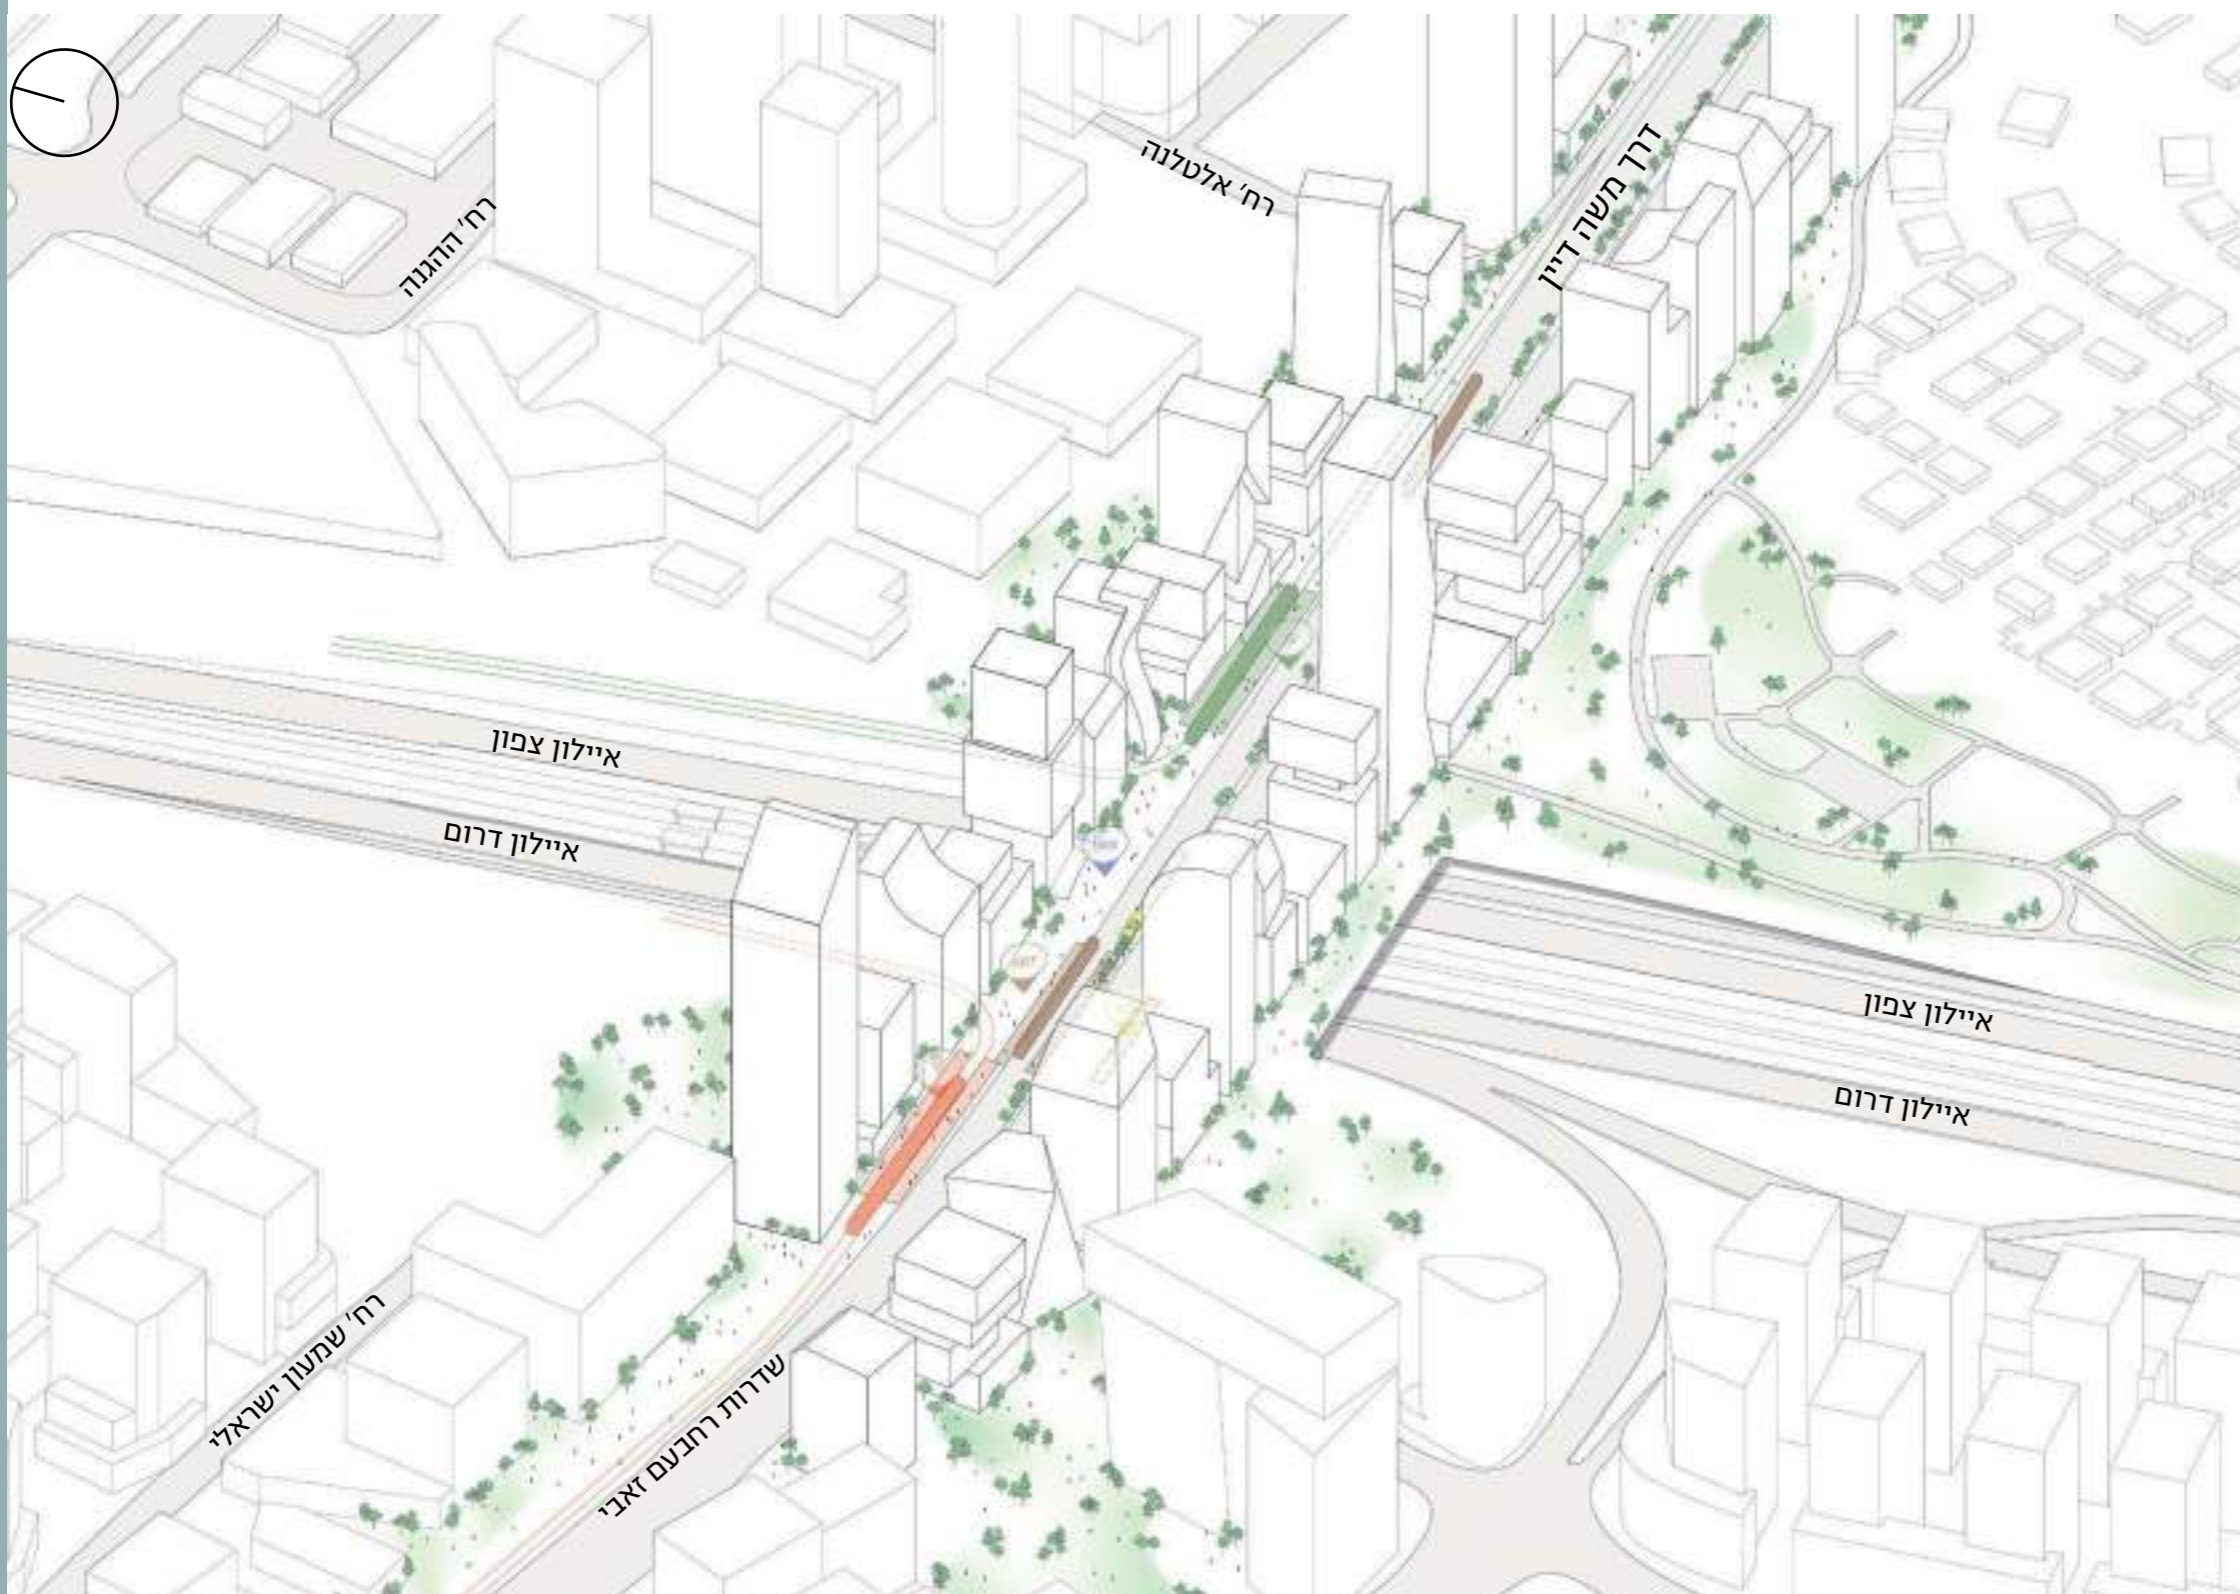 רח' אלטלנה
דרך משה דיין
רח' ההגנה
איילון צפון
איילון דרום
איילון צפון
איילון דרום
רח' שמעון ישראלי
שדרות רחבעם זאבי